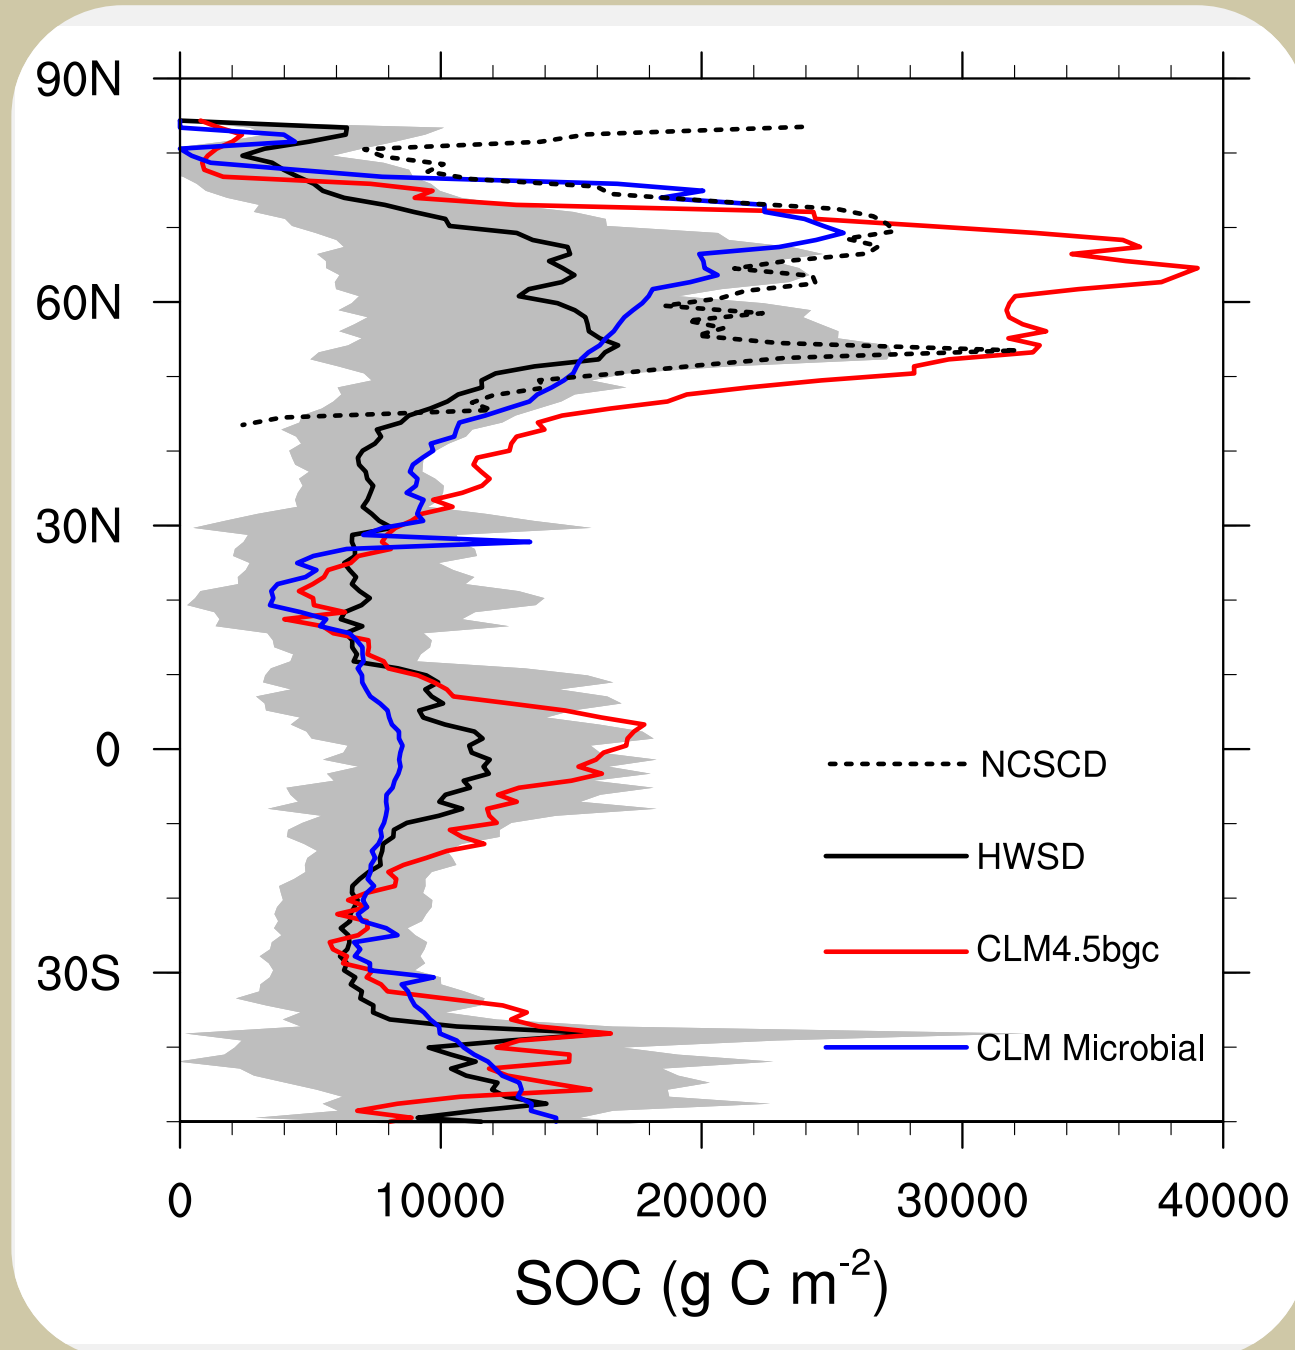 90N
60N
30N
0
30S
NCSCD
HWSD
CLM4.5bgc
CLM Microbial
0 10000 20000 30000 40000
SOC (g C m⁻²)